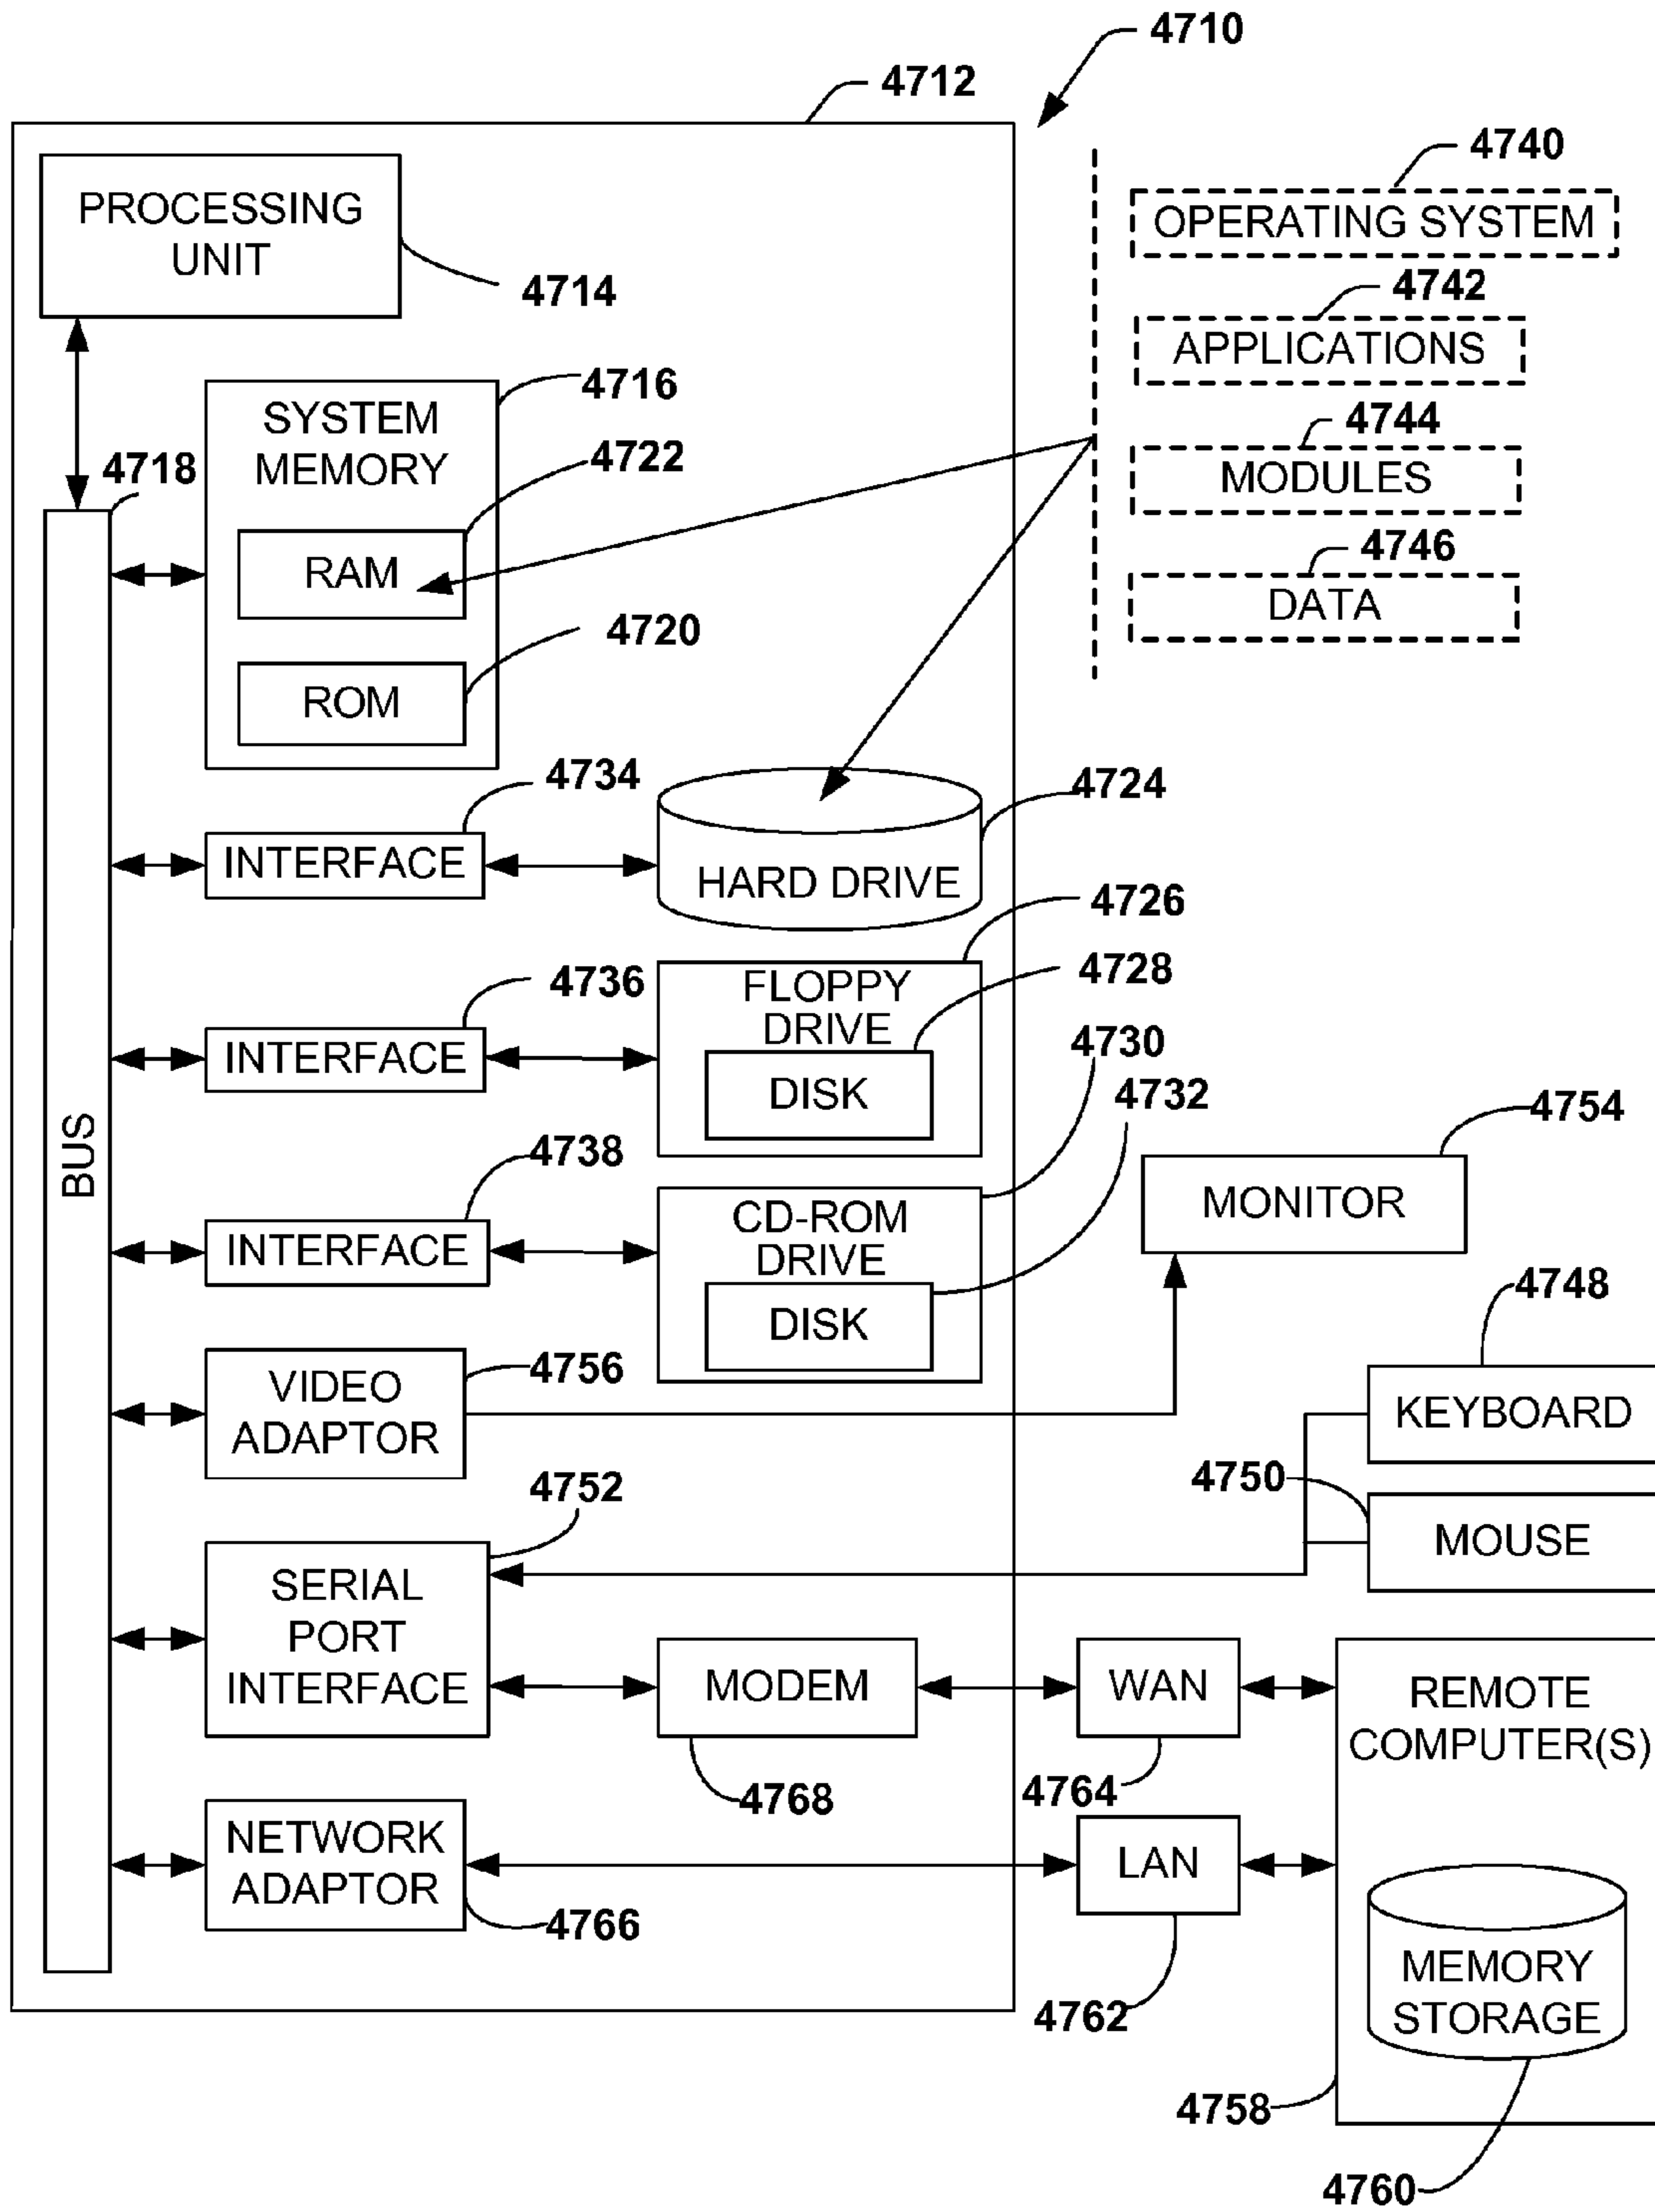 4710
4712
PROCESSING
UNIT
4714
4740
OPERATING SYSTEM
4742
APPLICATIONS
4744
MODULES
4746
DATA
4716
SYSTEM
MEMORY
4718
4722
RAM
4720
ROM
BUS
4734
INTERFACE
4724
HARD DRIVE
4726
4736
INTERFACE
FLOPPY
DRIVE
4728
DISK
4730
4732
4738
INTERFACE
CD-ROM
DRIVE
DISK
4754
MONITOR
4748
KEYBOARD
4756
VIDEO
ADAPTOR
4750
MOUSE
4752
SERIAL
PORT
INTERFACE
MODEM
4768
WAN
4764
REMOTE
COMPUTER(S)
NETWORK
ADAPTOR
4766
LAN
4762
MEMORY
STORAGE
4758
4760